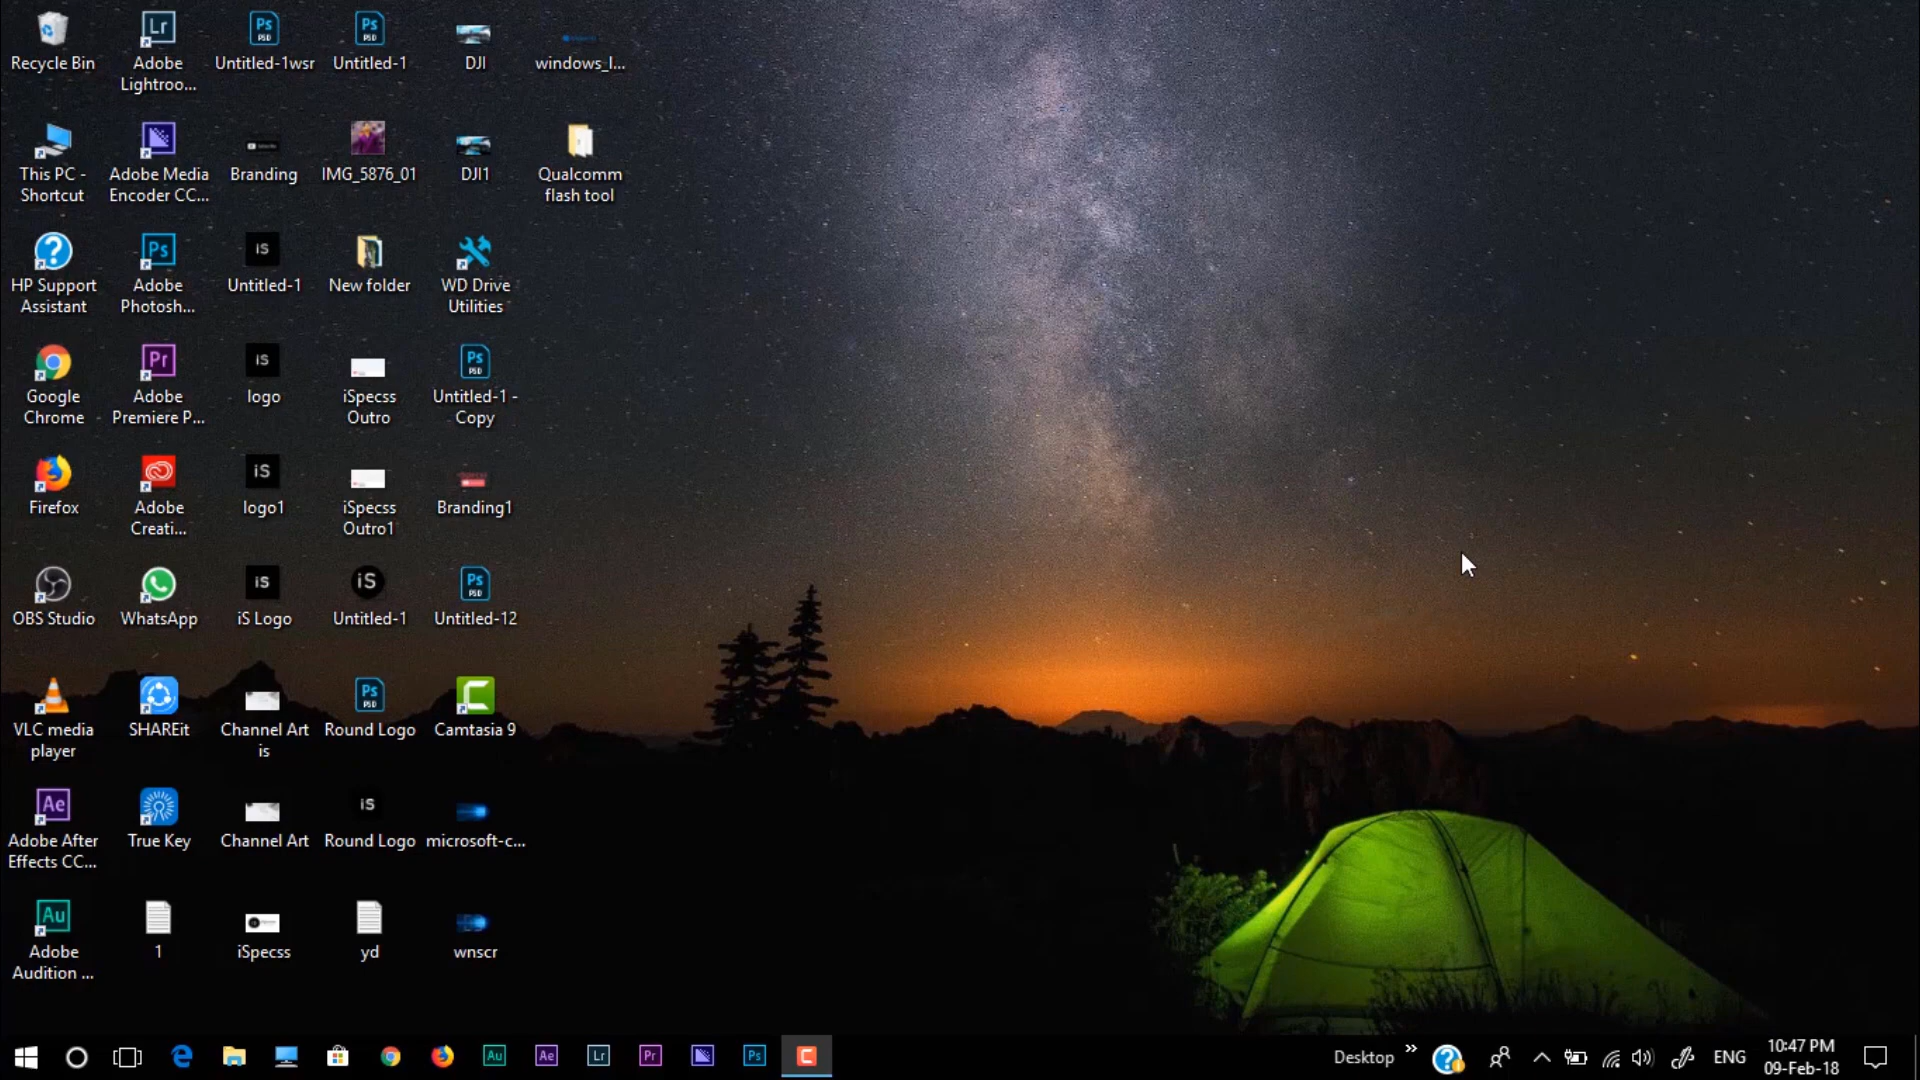 Recycle Bin
Adobe
Lightroo...
Untitled-1wsr
Untitled-1
DJI
windows_l...
This PC -
Shortcut
Adobe Media
Encoder CC...
Branding
IMG_5876_01
DJI1
Qualcomm
flash tool
HP Support
Assistant
Adobe
Photosh...
Untitled-1
New folder
WD Drive
Utilities
Google
Chrome
Adobe
Premiere P...
logo
iSpecss
Outro
Untitled-1 -
Copy
Firefox
Adobe
Creati...
logo1
iSpecss
Outro1
Branding1
OBS Studio
WhatsApp
iS Logo
Untitled-1
Untitled-12
VLC media
player
SHAREit
Channel Art
is
Round Logo
Camtasia 9
Adobe After
Effects CC...
True Key
Channel Art
Round Logo
microsoft-c...
Adobe
Audition ...
1
iSpecss
yd
wnscr
Desktop
ENG
10:47 PM
09-Feb-18